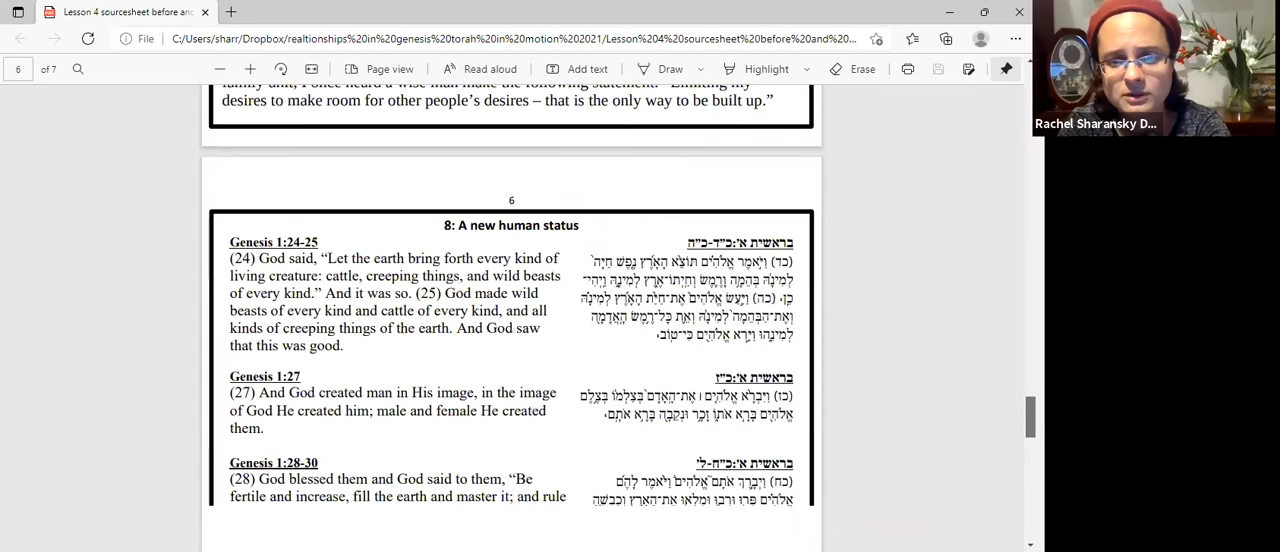 Lesson 4 sourcesheet before and
File
C:/Users/sharr/Dropbox/realtionships%20in%20genesis%20torah%20in%20motion%202021/Lesson%204%20sourcesheet%20before%20and%20...
6 of 7
Page view
Read aloud
Add text
Draw
Highlight
Erase
Rachel Sharansky D...
desires to make room for other people's desires – that is the only way to be built up."
6
8: A new human status
Genesis 1:24-25
(24) God said, “Let the earth bring forth every kind of
living creature: cattle, creeping things, and wild beasts
of every kind.” And it was so. (25) God made wild
beasts of every kind and cattle of every kind, and all
kinds of creeping things of the earth. And God saw
that this was good.
בראשית א׳:כ״ד-כ״ה
(כד) וַיֹּ֣אמֶר אֱלֹהִ֗ים תּוֹצֵ֨א הָאָ֜רֶץ נֶ֤פֶשׁ חַיָּה֙
לְמִינָ֔הּ בְּהֵמָ֥ה וָרֶ֛מֶשׂ וְחַֽיְתוֹ־אֶ֖רֶץ לְמִינָ֑הּ וַֽיְהִי־
כֵֽן׃ (כה) וַיַּ֣עַשׂ אֱלֹהִים֩ אֶת־חַיַּ֨ת הָאָ֜רֶץ לְמִינָ֗הּ
וְאֶת־הַבְּהֵמָה֙ לְמִינָ֔הּ וְאֵ֛ת כָּל־רֶ֥מֶשׂ הָֽאֲדָמָ֖ה
לְמִינֵ֑הוּ וַיַּ֥רְא אֱלֹהִ֖ים כִּי־טֽוֹב׃
Genesis 1:27
(27) And God created man in His image, in the image
of God He created him; male and female He created
them.
בראשית א׳:כ״ז
(כז) וַיִּבְרָ֨א אֱלֹהִ֤ים ׀ אֶת־הָֽאָדָם֙ בְּצַלְמ֔וֹ בְּצֶ֥לֶם
אֱלֹהִ֖ים בָּרָ֣א אֹת֑וֹ זָכָ֥ר וּנְקֵבָ֖ה בָּרָ֥א אֹתָֽם׃
Genesis 1:28-30
(28) God blessed them and God said to them, “Be
fertile and increase, fill the earth and master it; and rule
בראשית א׳:כ״ח-ל׳
(כח) וַיְבָ֣רֶךְ אֹתָם֮ אֱלֹהִים֒ וַיֹּ֨אמֶר לָהֶ֜ם
אֱלֹהִ֗ים פְּר֥וּ וּרְב֛וּ וּמִלְא֥וּ אֶת־הָאָ֖רֶץ וְכִבְשֻׁ֑הָ